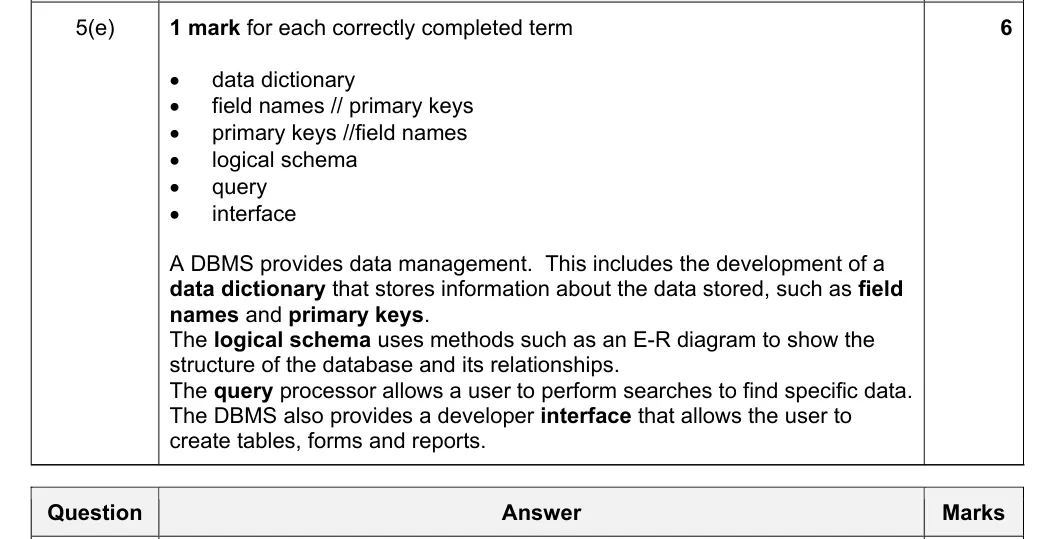 5(e) 1 mark for each correctly completed term 6
• data dictionary
• field names // primary keys
• primary keys //field names
• logical schema
• query
• interface
A DBMS provides data management.  This includes the development of a
data dictionary that stores information about the data stored, such as field
names and primary keys.
The logical schema uses methods such as an E-R diagram to show the
structure of the database and its relationships.
The query processor allows a user to perform searches to find specific data.
The DBMS also provides a developer interface that allows the user to
create tables, forms and reports.
Question Answer Marks